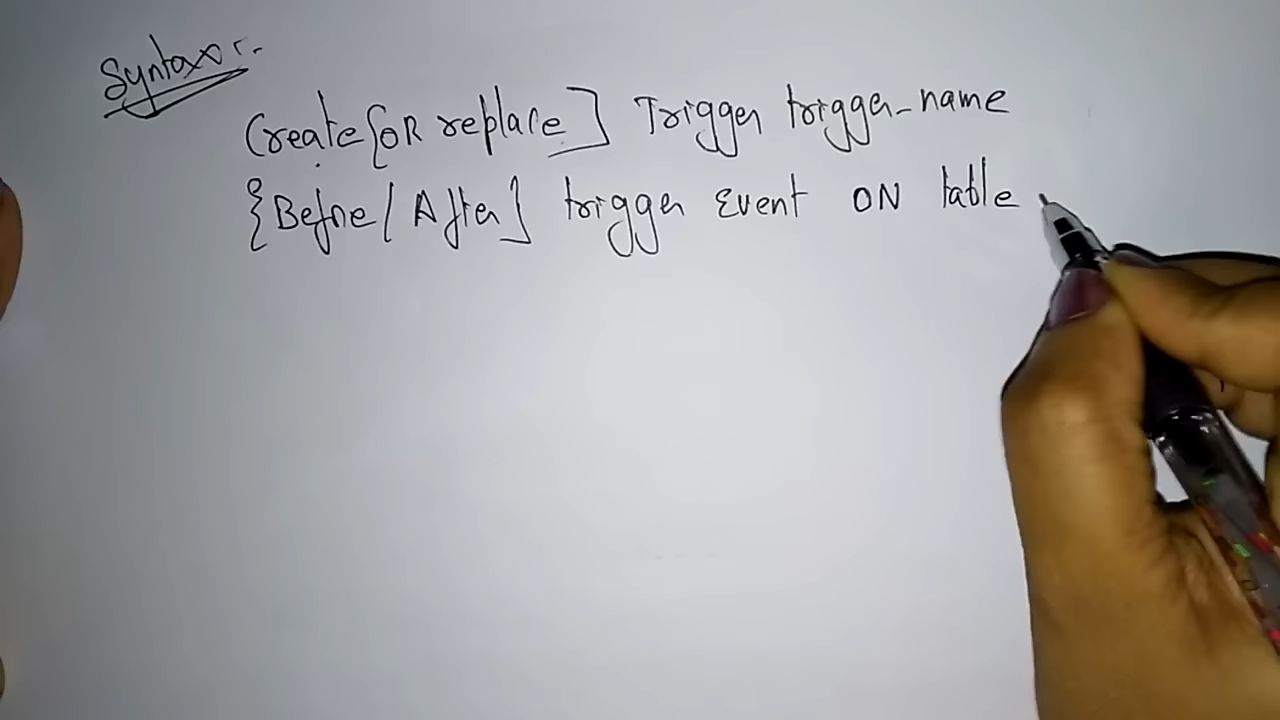 Syntax :-
Create [OR replace] Trigger trigger_name
{Before / After} trigger Event ON table